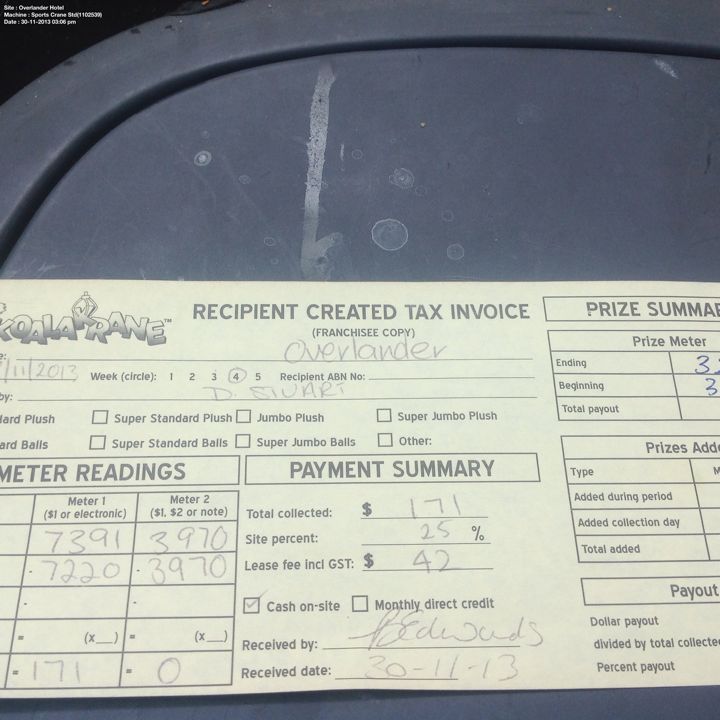 Site : Overlander Hotel
Machine : Sports Crane Std(1102539)
Date : 30-11-2013 03:06 pm
KOALA KRANE™
RECIPIENT CREATED TAX INVOICE
(FRANCHISEE COPY)
Overlander
/11/2013 Week (circle): 1 2 3 4 5 Recipient ABN No:
by: D. STUART
dard Plush Super Standard Plush Jumbo Plush Super Jumbo Plush
ard Balls Super Standard Balls Super Jumbo Balls Other:
METER READINGS
Meter 1 Meter 2
($1 or electronic) ($1, $2 or note)
7391 3970
- 7220 - 3970
- -
= (x__) = (x__)
= 171 = 0
PAYMENT SUMMARY
Total collected: $ 171
Site percent: 25 %
Lease fee incl GST: $ 42
Cash on-site Monthly direct credit
Received by: BEdwards
Received date: 30-11-13
PRIZE SUMMA
Prize Meter
Ending 3
Beginning 3
Total payout
Prizes Adde
Type M
Added during period
Added collection day
Total added
Payout
Dollar payout
divided by total collecte
Percent payout